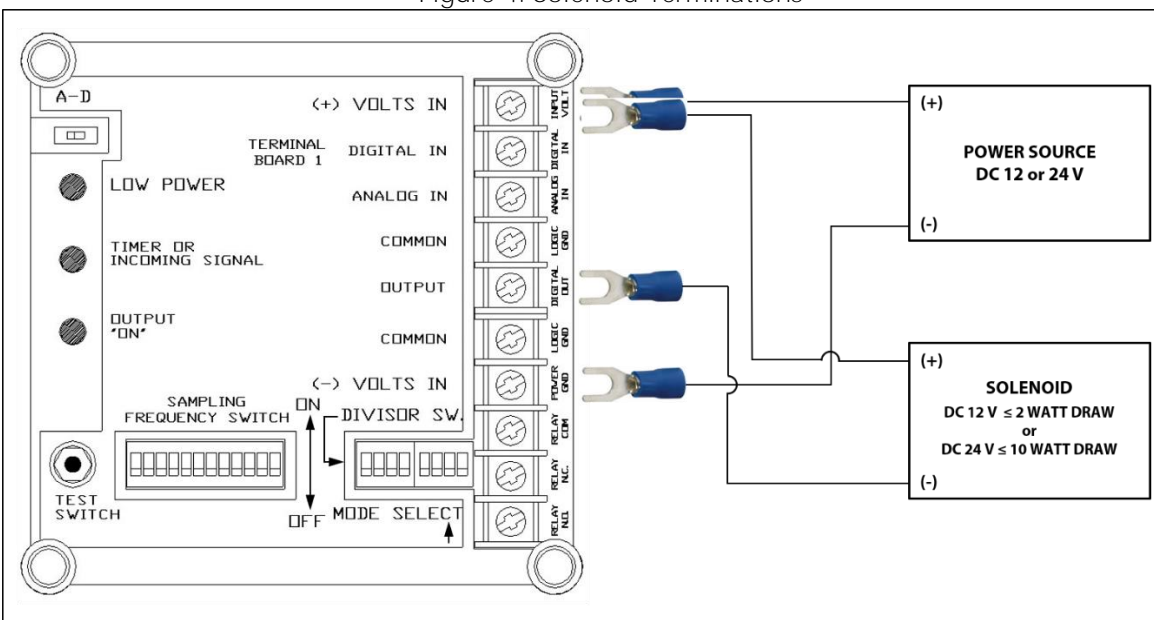 Figure 4: Solenoid Terminations
A-D
(+) VOLTS IN
TERMINAL
BOARD 1
DIGITAL IN
LOW POWER
ANALOG IN
TIMER OR
INCOMING SIGNAL
COMMON
OUTPUT
OUTPUT
"ON"
COMMON
(-) VOLTS IN
SAMPLING
FREQUENCY SWITCH
ON
DIVISOR SW.
TEST
SWITCH
OFF
MODE SELECT
INPUT
VOLT
DIGITAL
IN
ANALOG
IN
LOGIC
GND
DIGITAL
OUT
LOGIC
GND
POWER
GND
RELAY
COM
RELAY
N.C.
RELAY
N.O.
(+)
POWER SOURCE
DC 12 or 24 V
(-)
(+)
SOLENOID
DC 12 V ≤ 2 WATT DRAW
or
DC 24 V ≤ 10 WATT DRAW
(-)